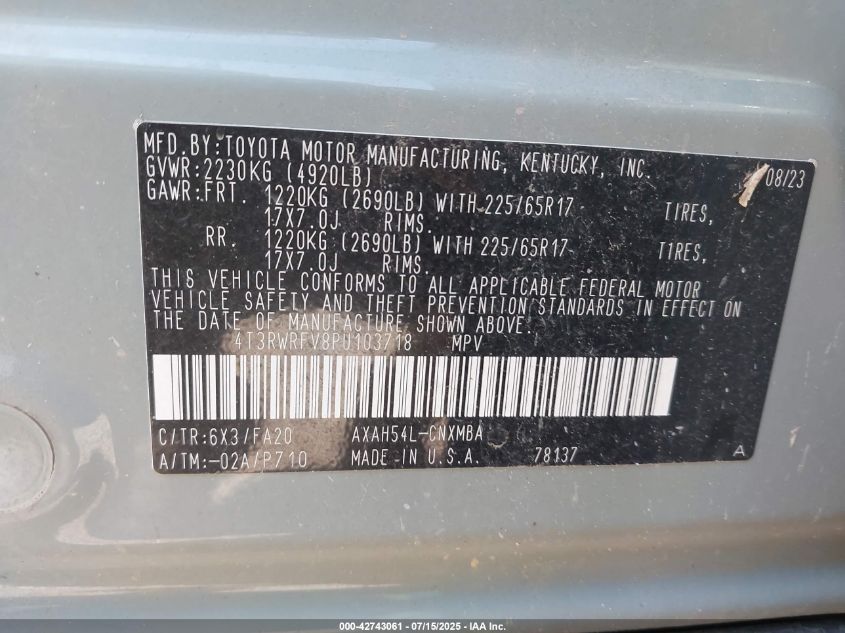 MFD.BY:TOYOTA MOTOR MANUFACTURING, KENTUCKY, INC. 08/23
GVWR:2230KG (4920LB)
GAWR:FRT. 1220KG (2690LB) WITH 225/65R17 TIRES,
17X7.0J RIMS.
RR. 1220KG (2690LB) WITH 225/65R17 TIRES,
17X7.0J RIMS.
THIS VEHICLE CONFORMS TO ALL APPLICABLE FEDERAL MOTOR
VEHICLE SAFETY AND THEFT PREVENTION STANDARDS IN EFFECT ON
THE DATE OF MANUFACTURE SHOWN ABOVE.
4T3RWRFV8PU103718 MPV
C/TR:6X3/FA20 AXAH54L-CNXMBA
A/TM:-02A/P710 MADE IN U.S.A. 78137 A
000-42743061 - 07/15/2025 - IAA Inc.